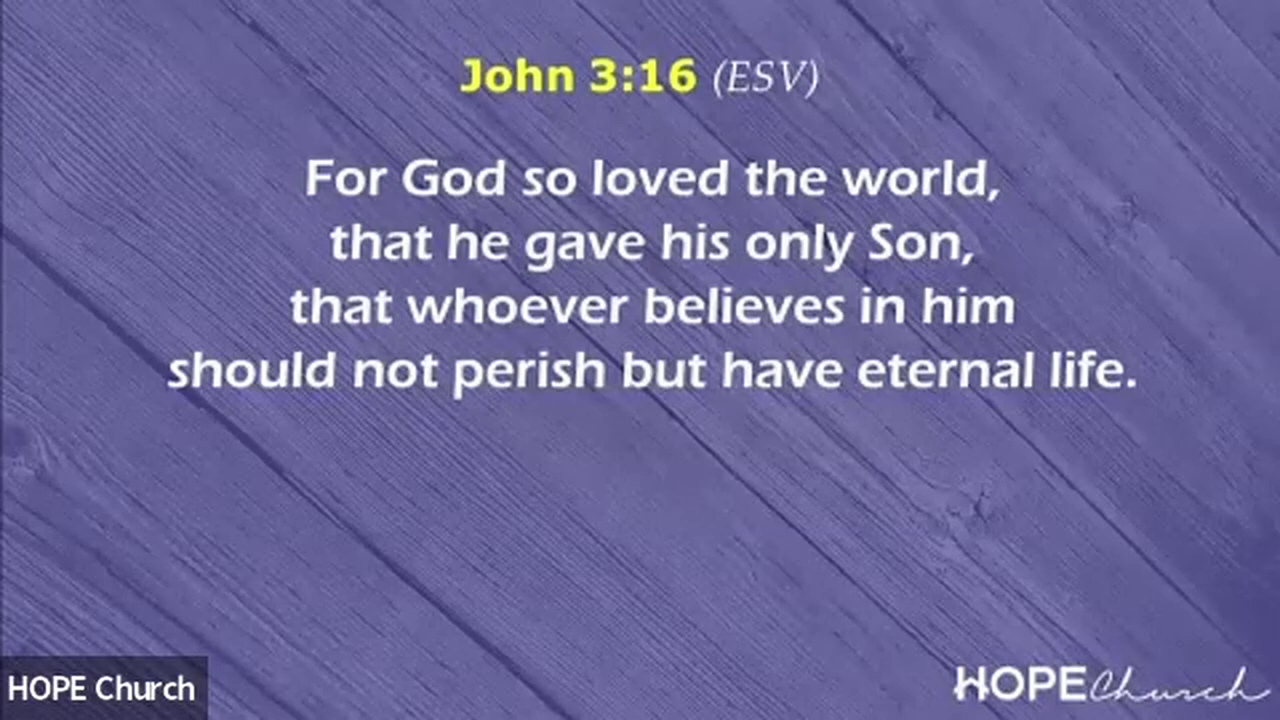 John 3:16 (ESV)
For God so loved the world,
that he gave his only Son,
that whoever believes in him
should not perish but have eternal life.
HOPE Church
HOPE Church